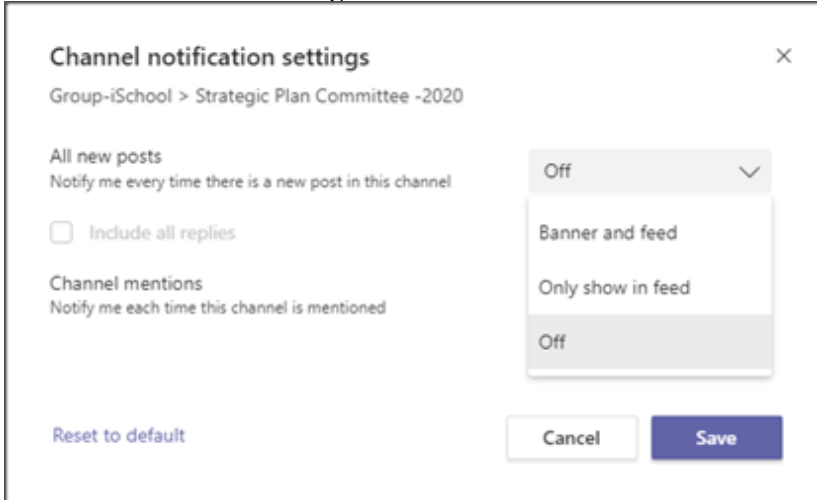 Channel notification settings
Group-iSchool > Strategic Plan Committee -2020
All new posts
Notify me every time there is a new post in this channel
Off
Include all replies
Banner and feed
Only show in feed
Off
Channel mentions
Notify me each time this channel is mentioned
Reset to default
Cancel
Save